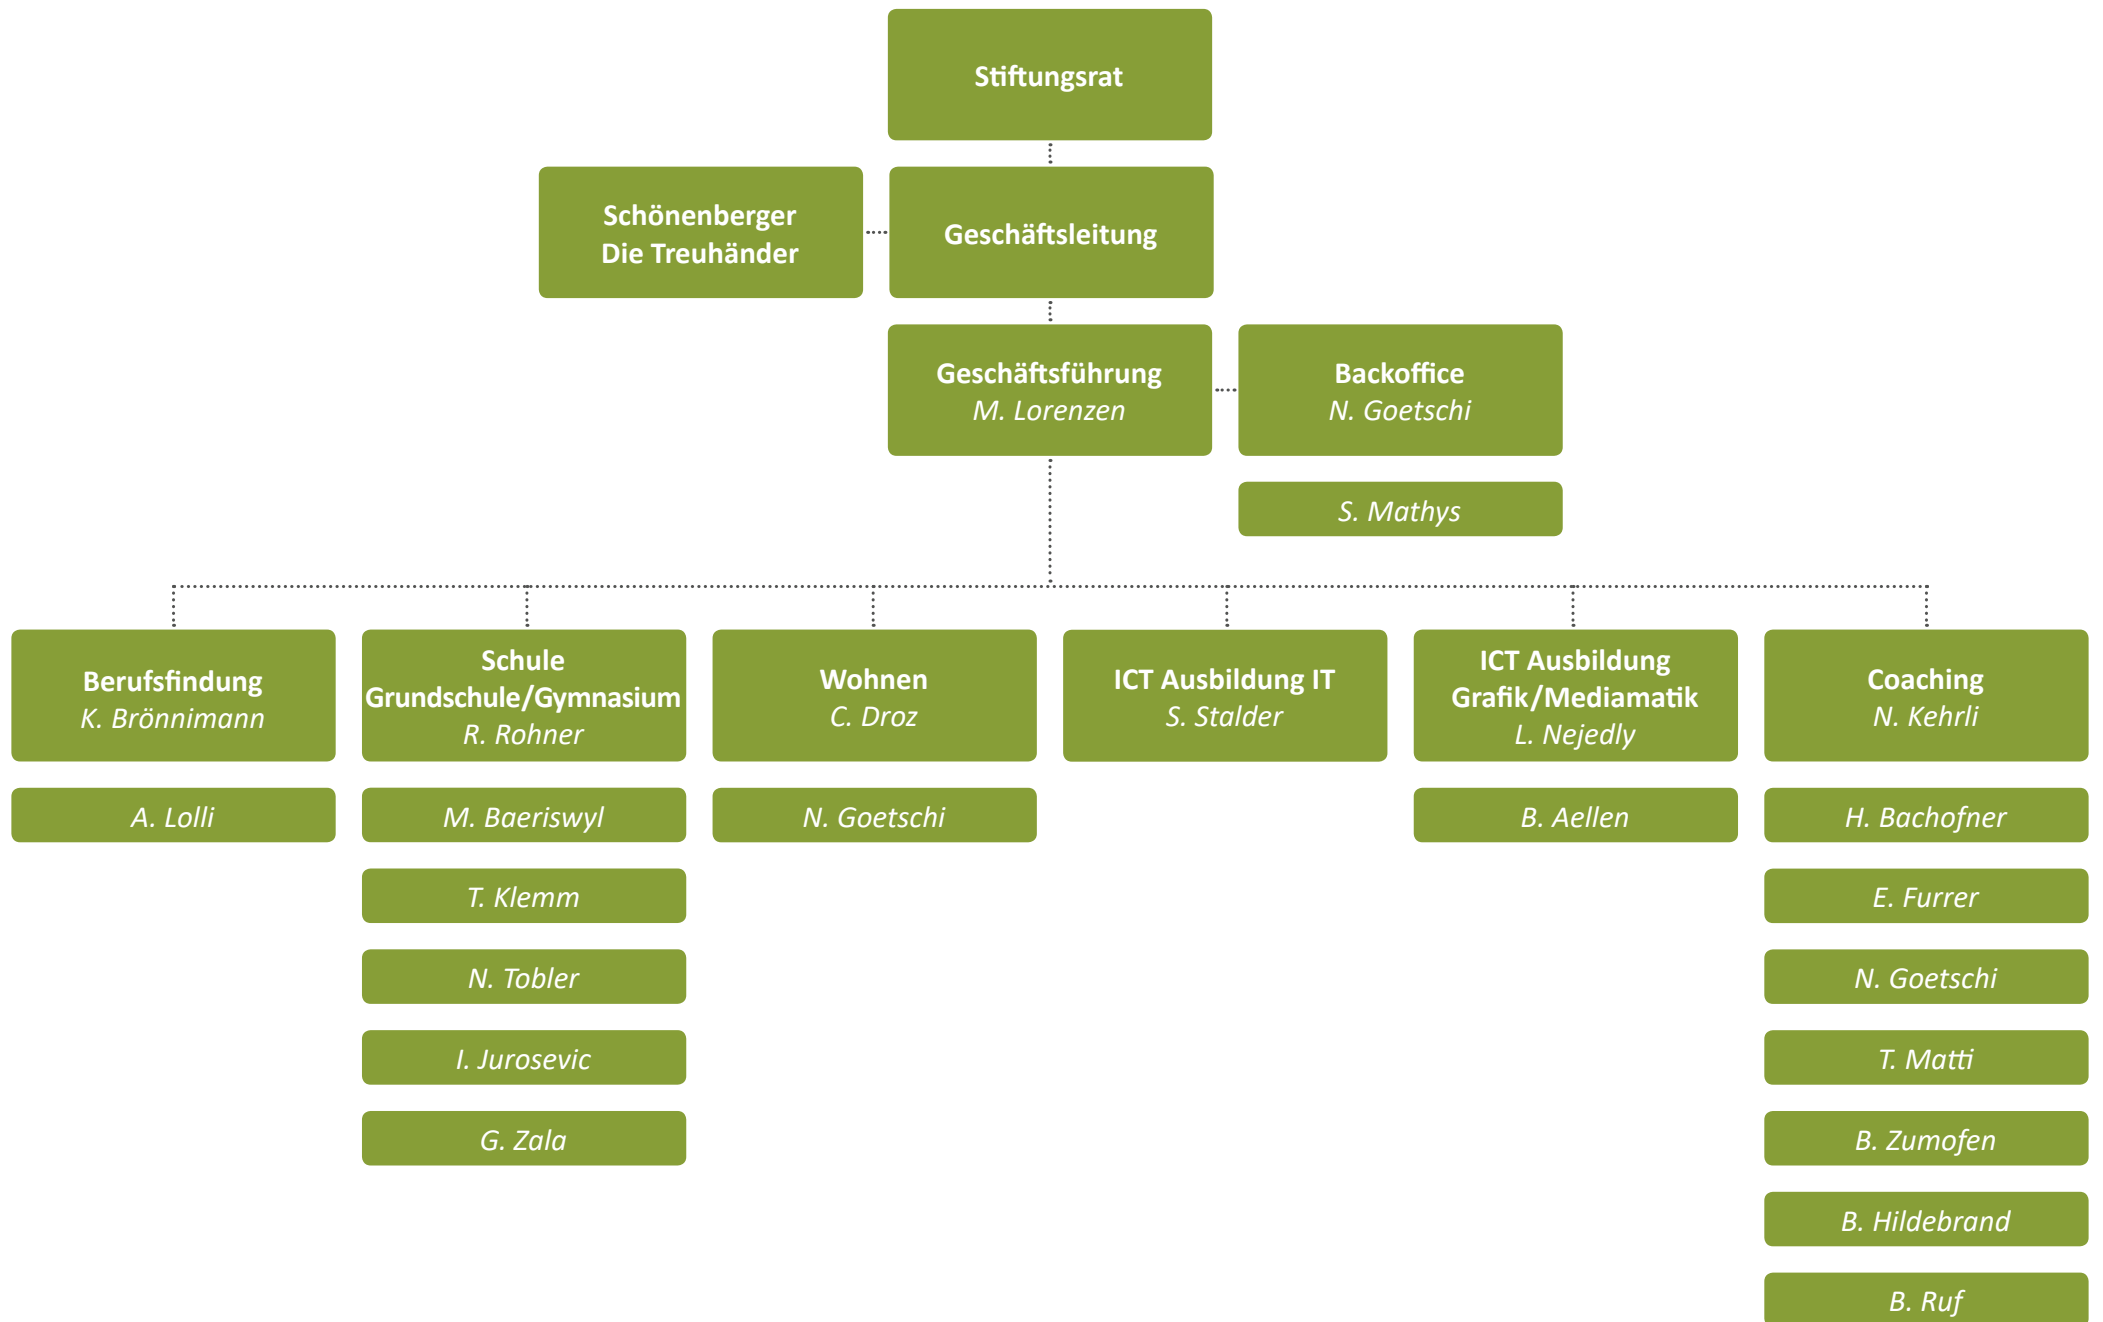 Stiftungsrat
Schönenberger
Die Treuhänder
Geschäftsleitung
Geschäftsführung
M. Lorenzen
Backoffice
N. Goetschi
S. Mathys
Berufsfindung
K. Brönnimann
A. Lolli
Schule
Grundschule/Gymnasium
R. Rohner
M. Baeriswyl
T. Klemm
N. Tobler
I. Jurosevic
G. Zala
Wohnen
C. Droz
N. Goetschi
ICT Ausbildung IT
S. Stalder
ICT Ausbildung
Grafik/Mediamatik
L. Nejedly
B. Aellen
Coaching
N. Kehrli
H. Bachofner
E. Furrer
N. Goetschi
T. Matti
B. Zumofen
B. Hildebrand
B. Ruf